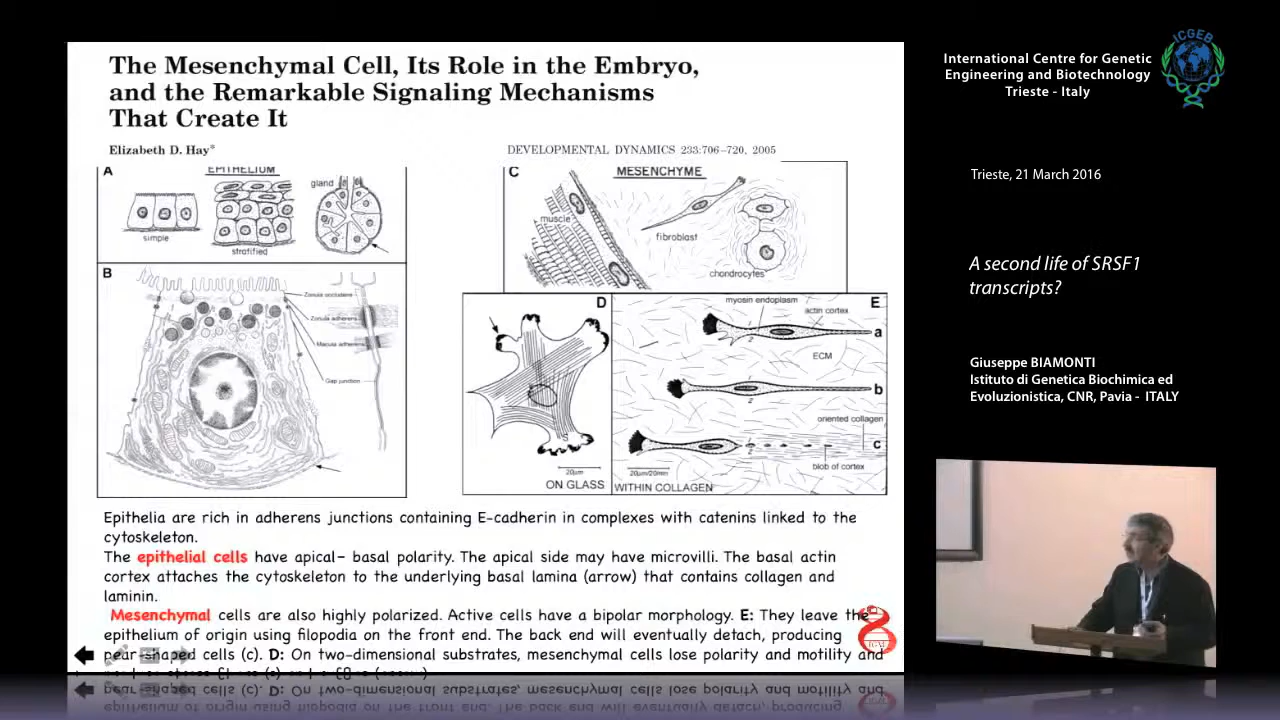 The Mesenchymal Cell, Its Role in the Embryo,
and the Remarkable Signaling Mechanisms
That Create It
Elizabeth D. Hay*
DEVELOPMENTAL DYNAMICS 233:706–720, 2005
A
EPITHELIUM
gland
simple
stratified
B
Zonula occludens
Zonula adherens
Macula adherens
Gap junction
C
MESENCHYME
muscle
fibroblast
chondrocytes
D
20μm
ON GLASS
E
myosin endoplasm
actin cortex
a
z
ECM
b
z
oriented collagen
c
z
blob of cortex
20μm/20mm
WITHIN COLLAGEN
Epithelia are rich in adherens junctions containing E-cadherin in complexes with catenins linked to the
cytoskeleton.
The epithelial cells have apical– basal polarity. The apical side may have microvilli. The basal actin
cortex attaches the cytoskeleton to the underlying basal lamina (arrow) that contains collagen and
laminin.
Mesenchymal cells are also highly polarized. Active cells have a bipolar morphology. E: They leave the
epithelium of origin using filopodia on the front end. The back end will eventually detach, producing
pear-shaped cells (c). D: On two-dimensional substrates, mesenchymal cells lose polarity and motility and
ICGEB
International Centre for Genetic
Engineering and Biotechnology
Trieste - Italy
Trieste, 21 March 2016
A second life of SRSF1
transcripts?
Giuseppe BIAMONTI
Istituto di Genetica Biochimica ed
Evoluzionistica, CNR, Pavia - ITALY